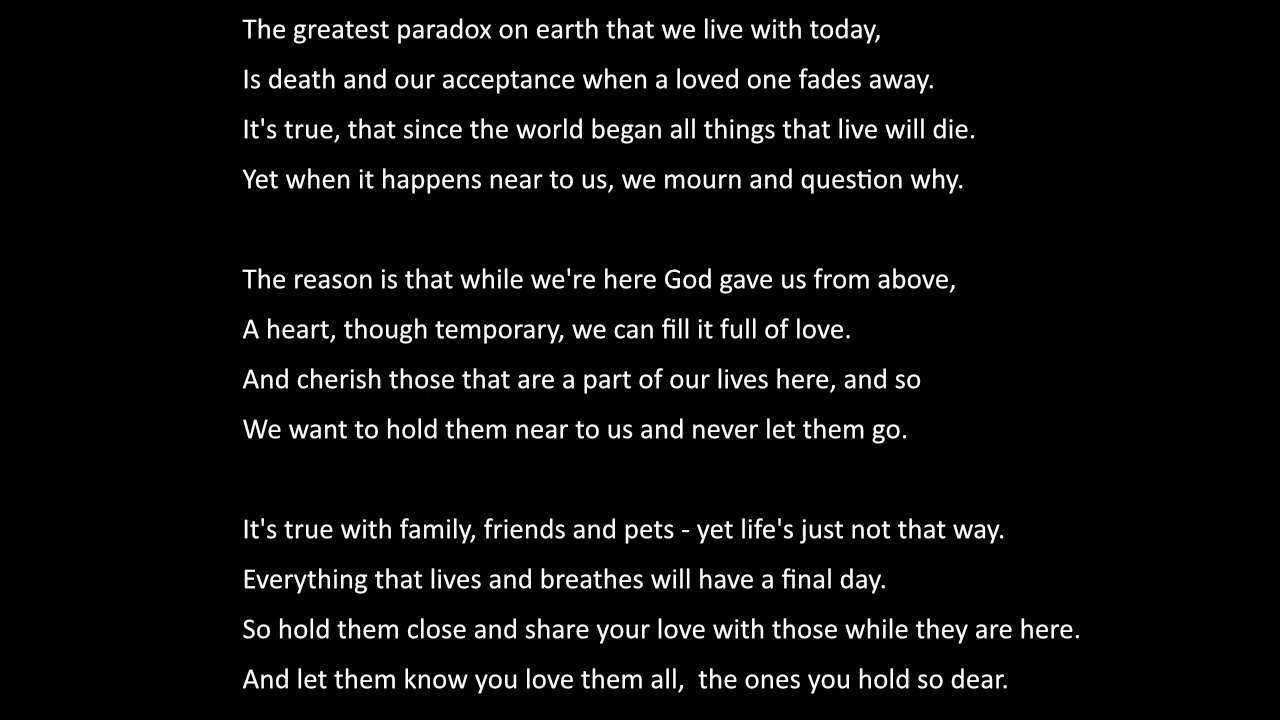 The greatest paradox on earth that we live with today,
Is death and our acceptance when a loved one fades away.
It's true, that since the world began all things that live will die.
Yet when it happens near to us, we mourn and question why.
The reason is that while we're here God gave us from above,
A heart, though temporary, we can fill it full of love.
And cherish those that are a part of our lives here, and so
We want to hold them near to us and never let them go.
It's true with family, friends and pets - yet life's just not that way.
Everything that lives and breathes will have a final day.
So hold them close and share your love with those while they are here.
And let them know you love them all,  the ones you hold so dear.